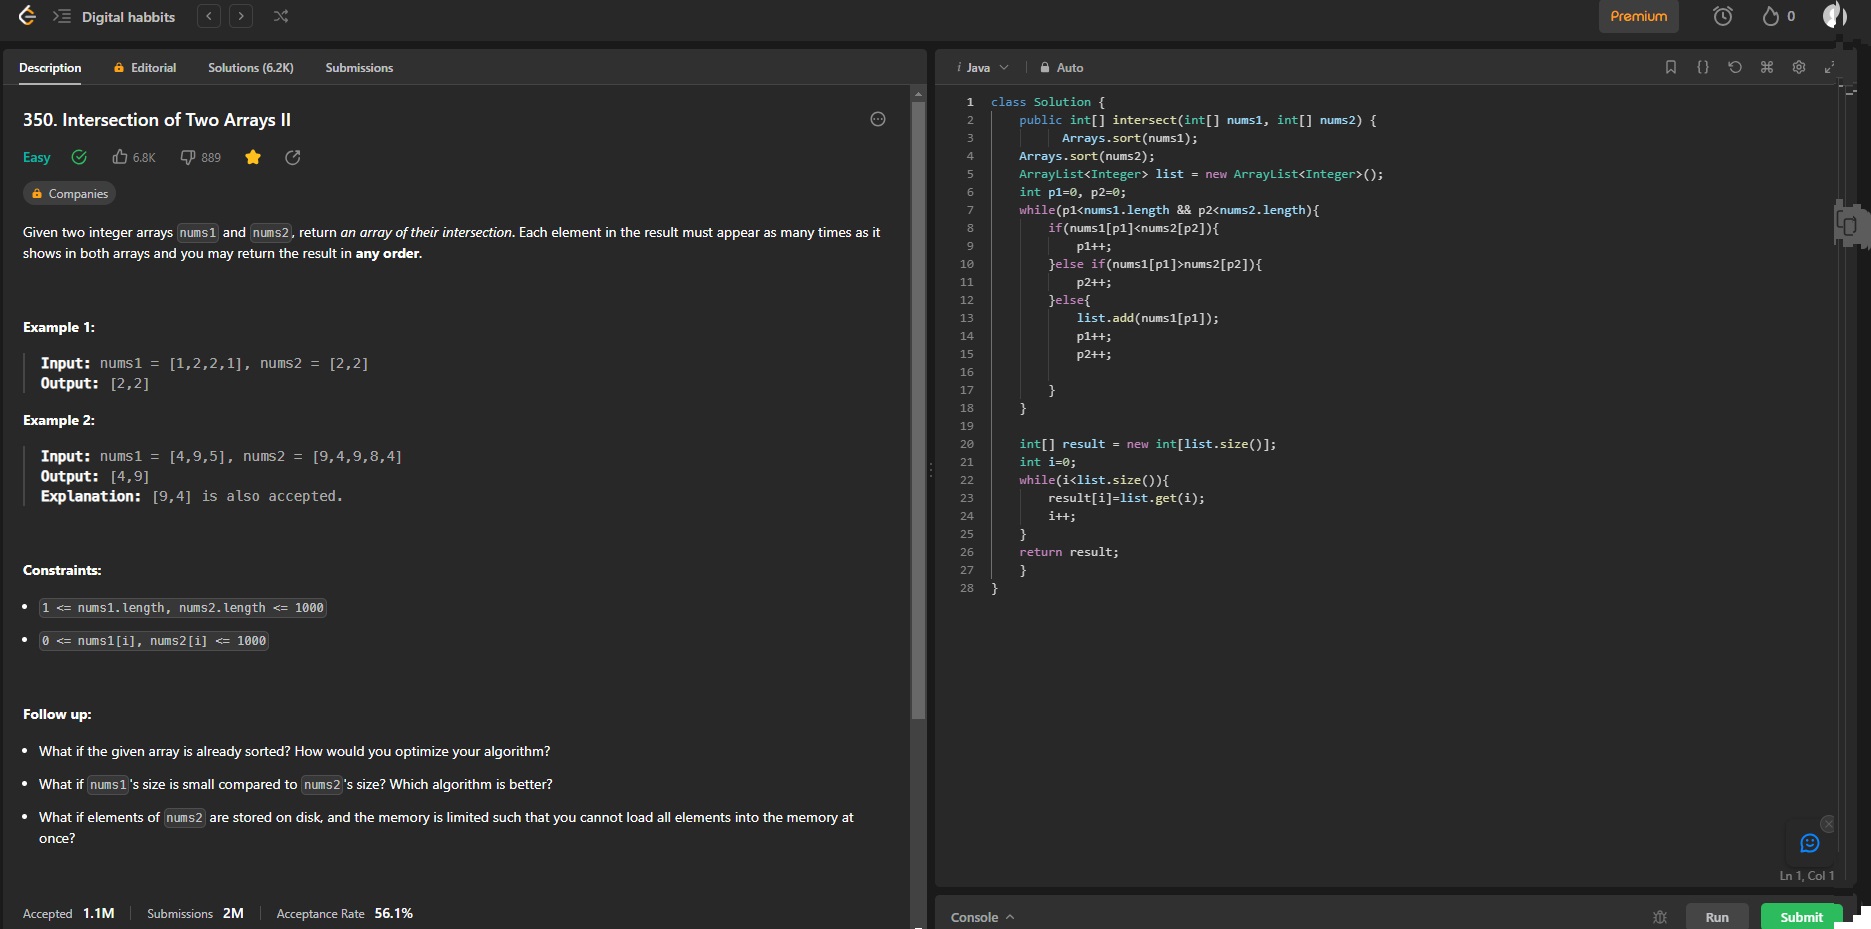 Digital habbits
Premium
0
Description
Editorial
Solutions (6.2K)
Submissions
350. Intersection of Two Arrays II
Easy
6.8K
889
Companies
Given two integer arrays nums1 and nums2, return an array of their intersection. Each element in the result must appear as many times as it
shows in both arrays and you may return the result in any order.
Example 1:
Input: nums1 = [1,2,2,1], nums2 = [2,2]
Output: [2,2]
Example 2:
Input: nums1 = [4,9,5], nums2 = [9,4,9,8,4]
Output: [4,9]
Explanation: [9,4] is also accepted.
Constraints:
• 1 <= nums1.length, nums2.length <= 1000
• 0 <= nums1[i], nums2[i] <= 1000
Follow up:
• What if the given array is already sorted? How would you optimize your algorithm?
• What if nums1's size is small compared to nums2's size? Which algorithm is better?
• What if elements of nums2 are stored on disk, and the memory is limited such that you cannot load all elements into the memory at
once?
Accepted 1.1M
Submissions 2M
Acceptance Rate 56.1%
i Java
Auto
{}
1 class Solution {
2 public int[] intersect(int[] nums1, int[] nums2) {
3 Arrays.sort(nums1);
4 Arrays.sort(nums2);
5 ArrayList<Integer> list = new ArrayList<Integer>();
6 int p1=0, p2=0;
7 while(p1<nums1.length && p2<nums2.length){
8 if(nums1[p1]<nums2[p2]){
9 p1++;
10 }else if(nums1[p1]>nums2[p2]){
11 p2++;
12 }else{
13 list.add(nums1[p1]);
14 p1++;
15 p2++;
16
17 }
18 }
19
20 int[] result = new int[list.size()];
21 int i=0;
22 while(i<list.size()){
23 result[i]=list.get(i);
24 i++;
25 }
26 return result;
27 }
28 }
Ln 1, Col 1
Console
Run
Submit